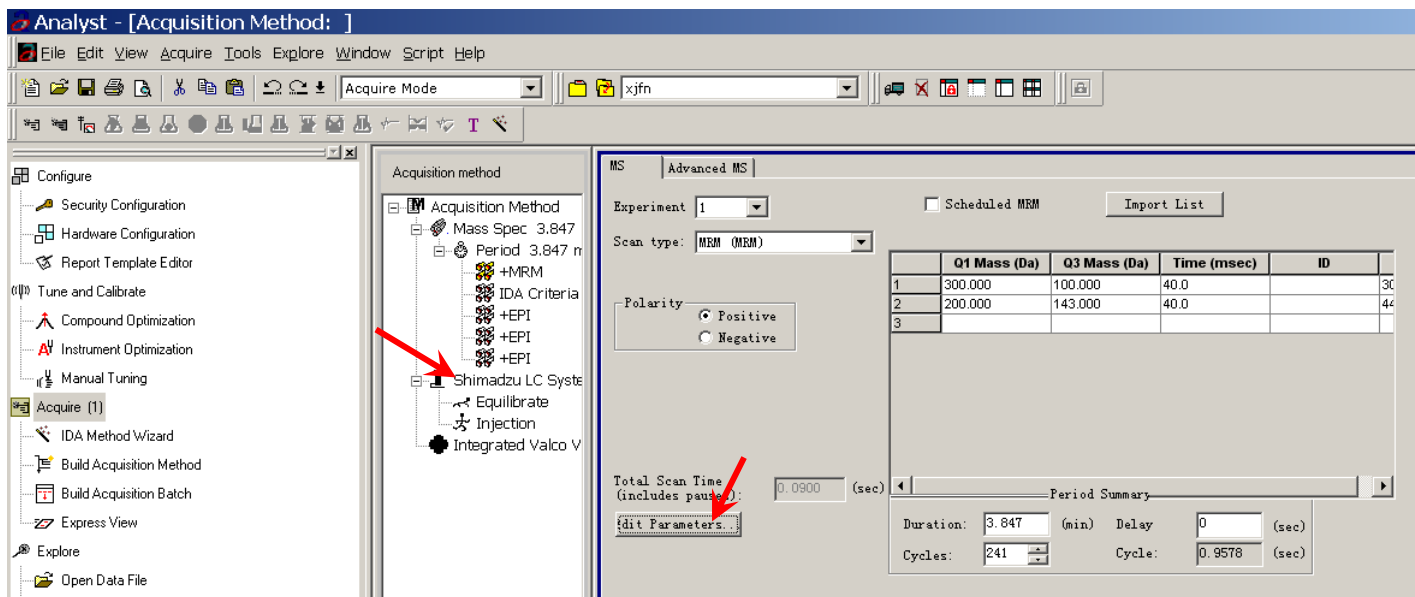 Analyst - [Acquisition Method: ]
File Edit View Acquire Tools Explore Window Script Help
Acquire Mode
xjfn
T
Configure
Security Configuration
Hardware Configuration
Report Template Editor
Tune and Calibrate
Compound Optimization
Instrument Optimization
Manual Tuning
Acquire (1)
IDA Method Wizard
Build Acquisition Method
Build Acquisition Batch
Express View
Explore
Open Data File
Acquisition method
Acquisition Method
Mass Spec 3.847
Period 3.847 m
+MRM
IDA Criteria
+EPI
+EPI
+EPI
Shimadzu LC Syste
Equilibrate
Injection
Integrated Valco V
MS Advanced MS
Experiment 1
Scheduled MRM Import List
Scan type: MRM (MRM)
Q1 Mass (Da) Q3 Mass (Da) Time (msec) ID
1 300.000 100.000 40.0 30
2 200.000 143.000 40.0 44
3
Polarity
Positive
Negative
Total Scan Time
(includes pauses): 0.0900 (sec)
dit Parameters..
Period Summary
Duration: 3.847 (min) Delay 0 (sec)
Cycles: 241 Cycle: 0.9578 (sec)